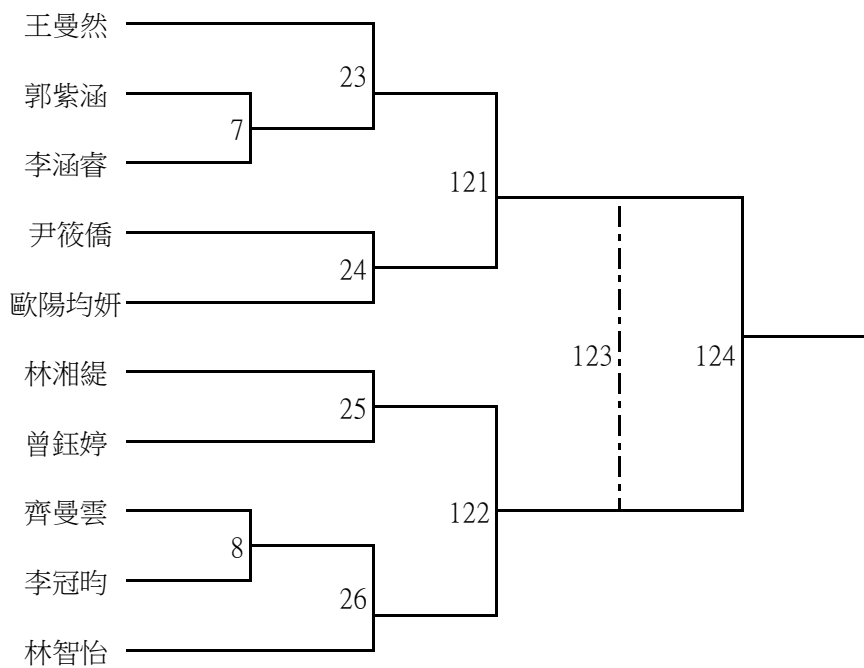 王曼然
23
郭紫涵
7
李涵睿
121
尹筱僑
24
歐陽均妍
123
124
林湘緹
25
曾鈺婷
齊曼雲
122
8
李冠昀
26
林智怡